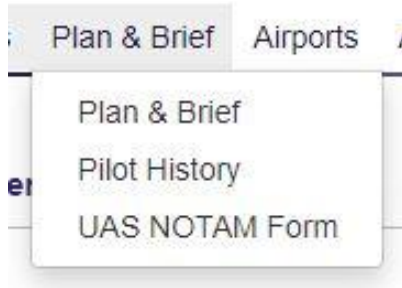 Plan & Brief Airports
Plan & Brief
Pilot History
UAS NOTAM Form